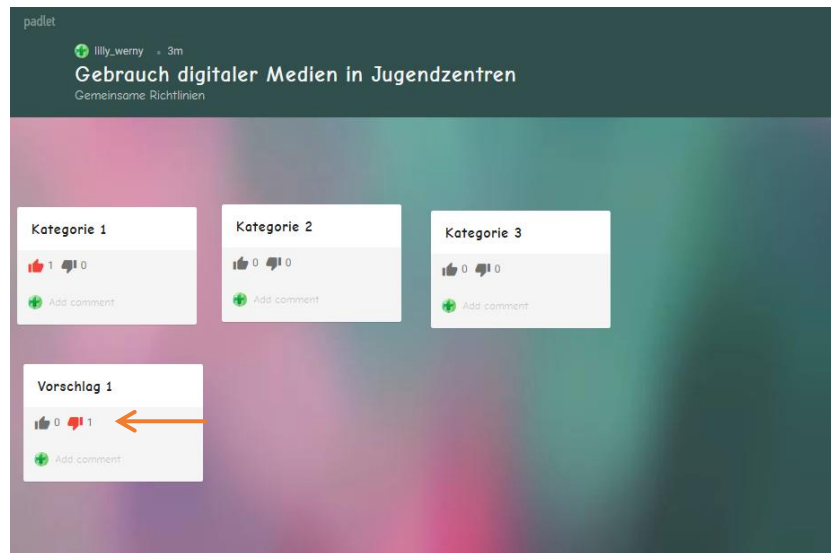 padlet
lilly_werny • 3m
Gebrauch digitaler Medien in Jugendzentren
Gemeinsame Richtlinien
Kategorie 1
1 0
Add comment
Kategorie 2
0 0
Add comment
Kategorie 3
0 0
Add comment
Vorschlag 1
0 1
Add comment